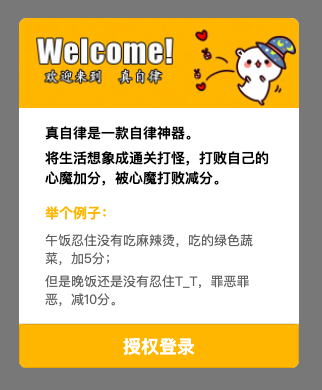 Welcome!
欢迎来到 真自律
真自律是一款自律神器。
将生活想象成通关打怪，打败自己的
心魔加分，被心魔打败减分。
举个例子：
午饭忍住没有吃麻辣烫，吃的绿色蔬
菜，加5分；
但是晚饭还是没有忍住T_T，罪恶罪
恶，减10分。
授权登录